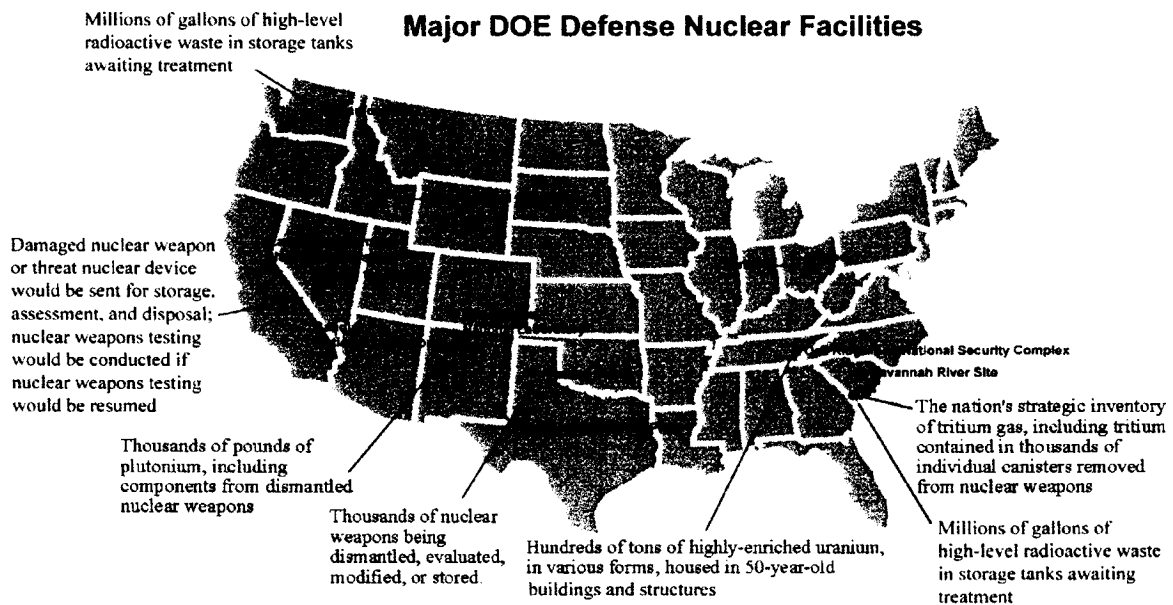 Millions of gallons of high-level
radioactive waste in storage tanks
awaiting treatment
Major DOE Defense Nuclear Facilities
Damaged nuclear weapon
or threat nuclear device
would be sent for storage,
assessment, and disposal;
nuclear weapons testing
would be conducted if
nuclear weapons testing
would be resumed
Security Complex
River Site
The nation's strategic inventory
of tritium gas, including tritium
contained in thousands of
individual canisters removed
from nuclear weapons
Thousands of pounds of
plutonium, including
components from dismantled
nuclear weapons
Thousands of nuclear
weapons being
dismantled, evaluated,
modified, or stored.
Hundreds of tons of highly-enriched uranium,
in various forms, housed in 50-year-old
buildings and structures
Millions of gallons of
high-level radioactive waste
in storage tanks awaiting
treatment